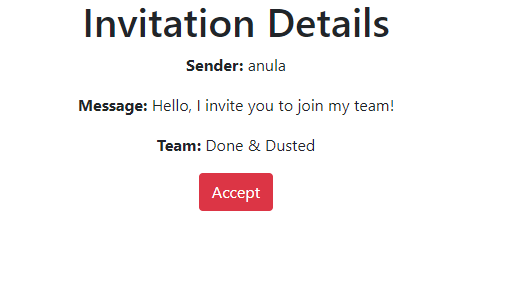 Invitation Details
Sender: anula
Message: Hello, I invite you to join my team!
Team: Done & Dusted
Accept